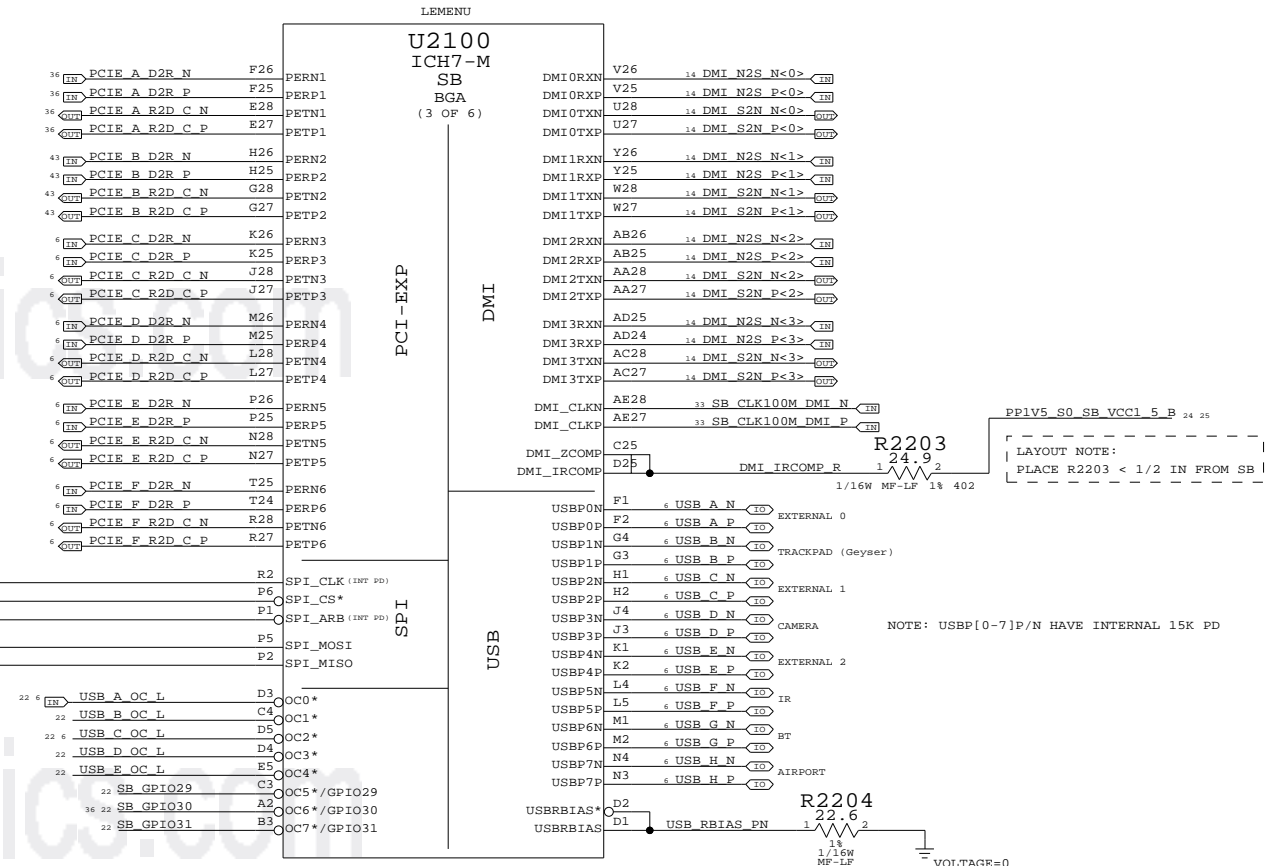 LEMENU
U2100
ICH7-M
SB
BGA
(3 OF 6)
36 IN PCIE_A_D2R_N F26 PERN1
36 IN PCIE_A_D2R_P F25 PERP1
36 OUT PCIE_A_R2D_C_N E28 PETN1
36 OUT PCIE_A_R2D_C_P E27 PETP1
43 IN PCIE_B_D2R_N H26 PERN2
43 IN PCIE_B_D2R_P H25 PERP2
43 OUT PCIE_B_R2D_C_N G28 PETN2
43 OUT PCIE_B_R2D_C_P G27 PETP2
6 IN PCIE_C_D2R_N K26 PERN3
6 IN PCIE_C_D2R_P K25 PERP3
6 OUT PCIE_C_R2D_C_N J28 PETN3
6 OUT PCIE_C_R2D_C_P J27 PETP3
6 IN PCIE_D_D2R_N M26 PERN4
6 IN PCIE_D_D2R_P M25 PERP4
6 OUT PCIE_D_R2D_C_N L28 PETN4
6 OUT PCIE_D_R2D_C_P L27 PETP4
6 IN PCIE_E_D2R_N P26 PERN5
6 IN PCIE_E_D2R_P P25 PERP5
6 OUT PCIE_E_R2D_C_N N28 PETN5
6 OUT PCIE_E_R2D_C_P N27 PETP5
6 IN PCIE_F_D2R_N T25 PERN6
6 IN PCIE_F_D2R_P T24 PERP6
6 OUT PCIE_F_R2D_C_N R28 PETN6
6 OUT PCIE_F_R2D_C_P R27 PETP6
PCI-EXP
R2 SPI_CLK (INT PD)
P6 SPI_CS*
P1 SPI_ARB (INT PD)
P5 SPI_MOSI
P2 SPI_MISO
SPI
22 6 IN USB_A_OC_L D3 OC0*
22 USB_B_OC_L C4 OC1*
22 6 USB_C_OC_L D5 OC2*
22 USB_D_OC_L D4 OC3*
22 USB_E_OC_L E5 OC4*
22 SB_GPIO29 C3 OC5*/GPIO29
36 22 SB_GPIO30 A2 OC6*/GPIO30
22 SB_GPIO31 B3 OC7*/GPIO31
DMI
DMI0RXN V26 14 DMI_N2S_N<0> IN
DMI0RXP V25 14 DMI_N2S_P<0> IN
DMI0TXN U28 14 DMI_S2N_N<0> OUT
DMI0TXP U27 14 DMI_S2N_P<0> OUT
DMI1RXN Y26 14 DMI_N2S_N<1> IN
DMI1RXP Y25 14 DMI_N2S_P<1> IN
DMI1TXN W28 14 DMI_S2N_N<1> OUT
DMI1TXP W27 14 DMI_S2N_P<1> OUT
DMI2RXN AB26 14 DMI_N2S_N<2> IN
DMI2RXP AB25 14 DMI_N2S_P<2> IN
DMI2TXN AA28 14 DMI_S2N_N<2> OUT
DMI2TXP AA27 14 DMI_S2N_P<2> OUT
DMI3RXN AD25 14 DMI_N2S_N<3> IN
DMI3RXP AD24 14 DMI_N2S_P<3> IN
DMI3TXN AC28 14 DMI_S2N_N<3> OUT
DMI3TXP AC27 14 DMI_S2N_P<3> OUT
DMI_CLKN AE28 33 SB_CLK100M_DMI_N IN
DMI_CLKP AE27 33 SB_CLK100M_DMI_P IN
DMI_ZCOMP C25
DMI_IRCOMP D25 DMI_IRCOMP_R
R2203
24.9
1 2
1/16W MF-LF 1% 402
PP1V5_S0_SB_VCC1_5_B 24 25
LAYOUT NOTE:
PLACE R2203 < 1/2 IN FROM SB
USB
USBP0N F1 6 USB_A_N IO
USBP0P F2 6 USB_A_P IO
EXTERNAL 0
USBP1N G4 6 USB_B_N IO
USBP1P G3 6 USB_B_P IO
TRACKPAD (Geyser)
USBP2N H1 6 USB_C_N IO
USBP2P H2 6 USB_C_P IO
EXTERNAL 1
USBP3N J4 6 USB_D_N IO
USBP3P J3 6 USB_D_P IO
CAMERA
USBP4N K1 6 USB_E_N IO
USBP4P K2 6 USB_E_P IO
EXTERNAL 2
USBP5N L4 6 USB_F_N IO
USBP5P L5 6 USB_F_P IO
IR
USBP6N M1 6 USB_G_N IO
USBP6P M2 6 USB_G_P IO
BT
USBP7N N4 6 USB_H_N IO
USBP7P N3 6 USB_H_P IO
AIRPORT
NOTE: USBP[0-7]P/N HAVE INTERNAL 15K PD
USBRBIAS* D2
USBRBIAS D1 USB_RBIAS_PN
R2204
22.6
1 2
1%
1/16W
MF-LF
VOLTAGE=0
ics.com
ics.com